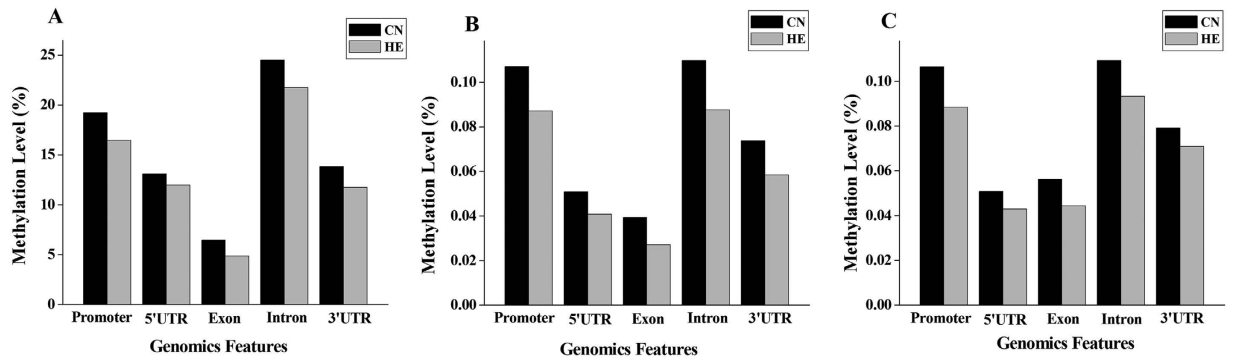 A
CN
HE
Methylation Level (%)
25
20
15
10
5
0
Promoter 5'UTR Exon Intron 3'UTR
Genomics Features
B
CN
HE
Methylation Level (%)
0.10
0.08
0.06
0.04
0.02
0.00
Promoter 5'UTR Exon Intron 3'UTR
Genomics Features
C
CN
HE
Methylation Level (%)
0.10
0.08
0.06
0.04
0.02
0.00
Promoter 5'UTR Exon Intron 3'UTR
Genomics Features